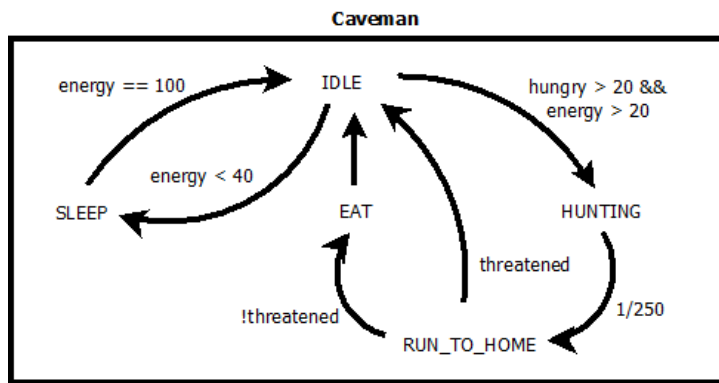 Caveman
energy == 100
IDLE
hungry > 20 &&
energy > 20
energy < 40
SLEEP
EAT
HUNTING
threatened
!threatened
1/250
RUN_TO_HOME